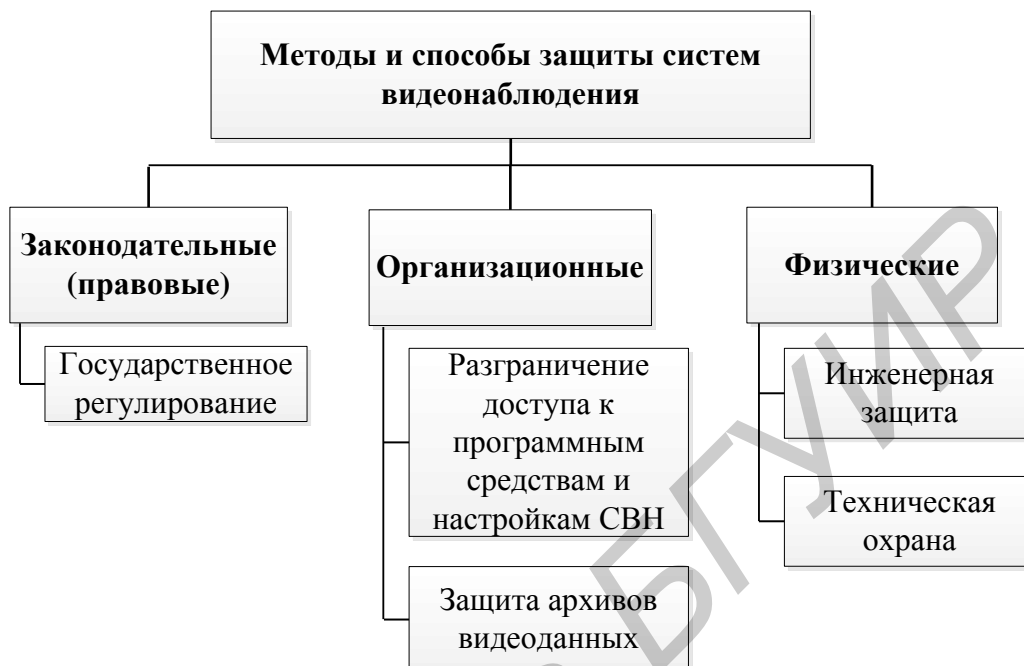 Методы и способы защиты систем
видеонаблюдения
Законодательные
(правовые)
Государственное
регулирование
Организационные
Разграничение
доступа к
программным
средствам и
настройкам СВН
Защита архивов
видеоданных
Физические
Инженерная
защита
Техническая
охрана
БГУИР